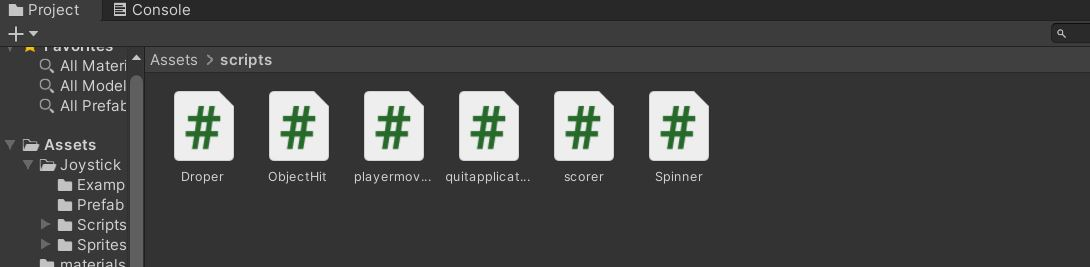 Project
Console
Favorites
All Materi
All Model
All Prefab
Assets
Joystick
Examp
Prefab
Scripts
Sprites
materials
Assets > scripts
Droper
ObjectHit
playermov...
quitapplicat...
scorer
Spinner